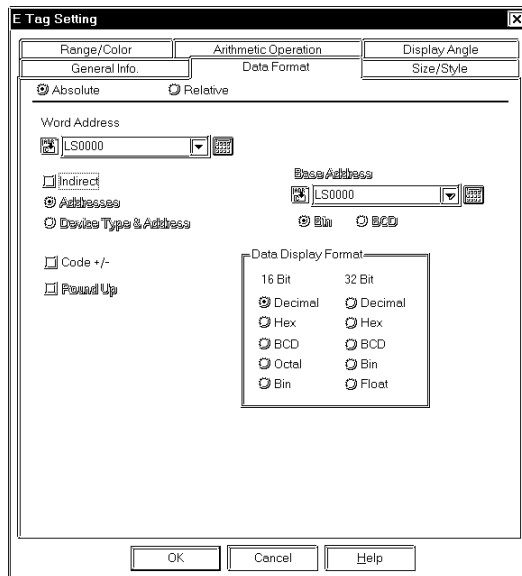 E Tag Setting
Range/Color Arithmetic Operation Display Angle
General Info. Data Format Size/Style
Absolute Relative
Word Address
LS0000
Indirect
Base Address
LS0000
Addresses
Device Type & Address
Bin BCD
Code +/-
Round Up
Data Display Format
16 Bit 32 Bit
Decimal Decimal
Hex Hex
BCD BCD
Octal Bin
Bin Float
OK Cancel Help